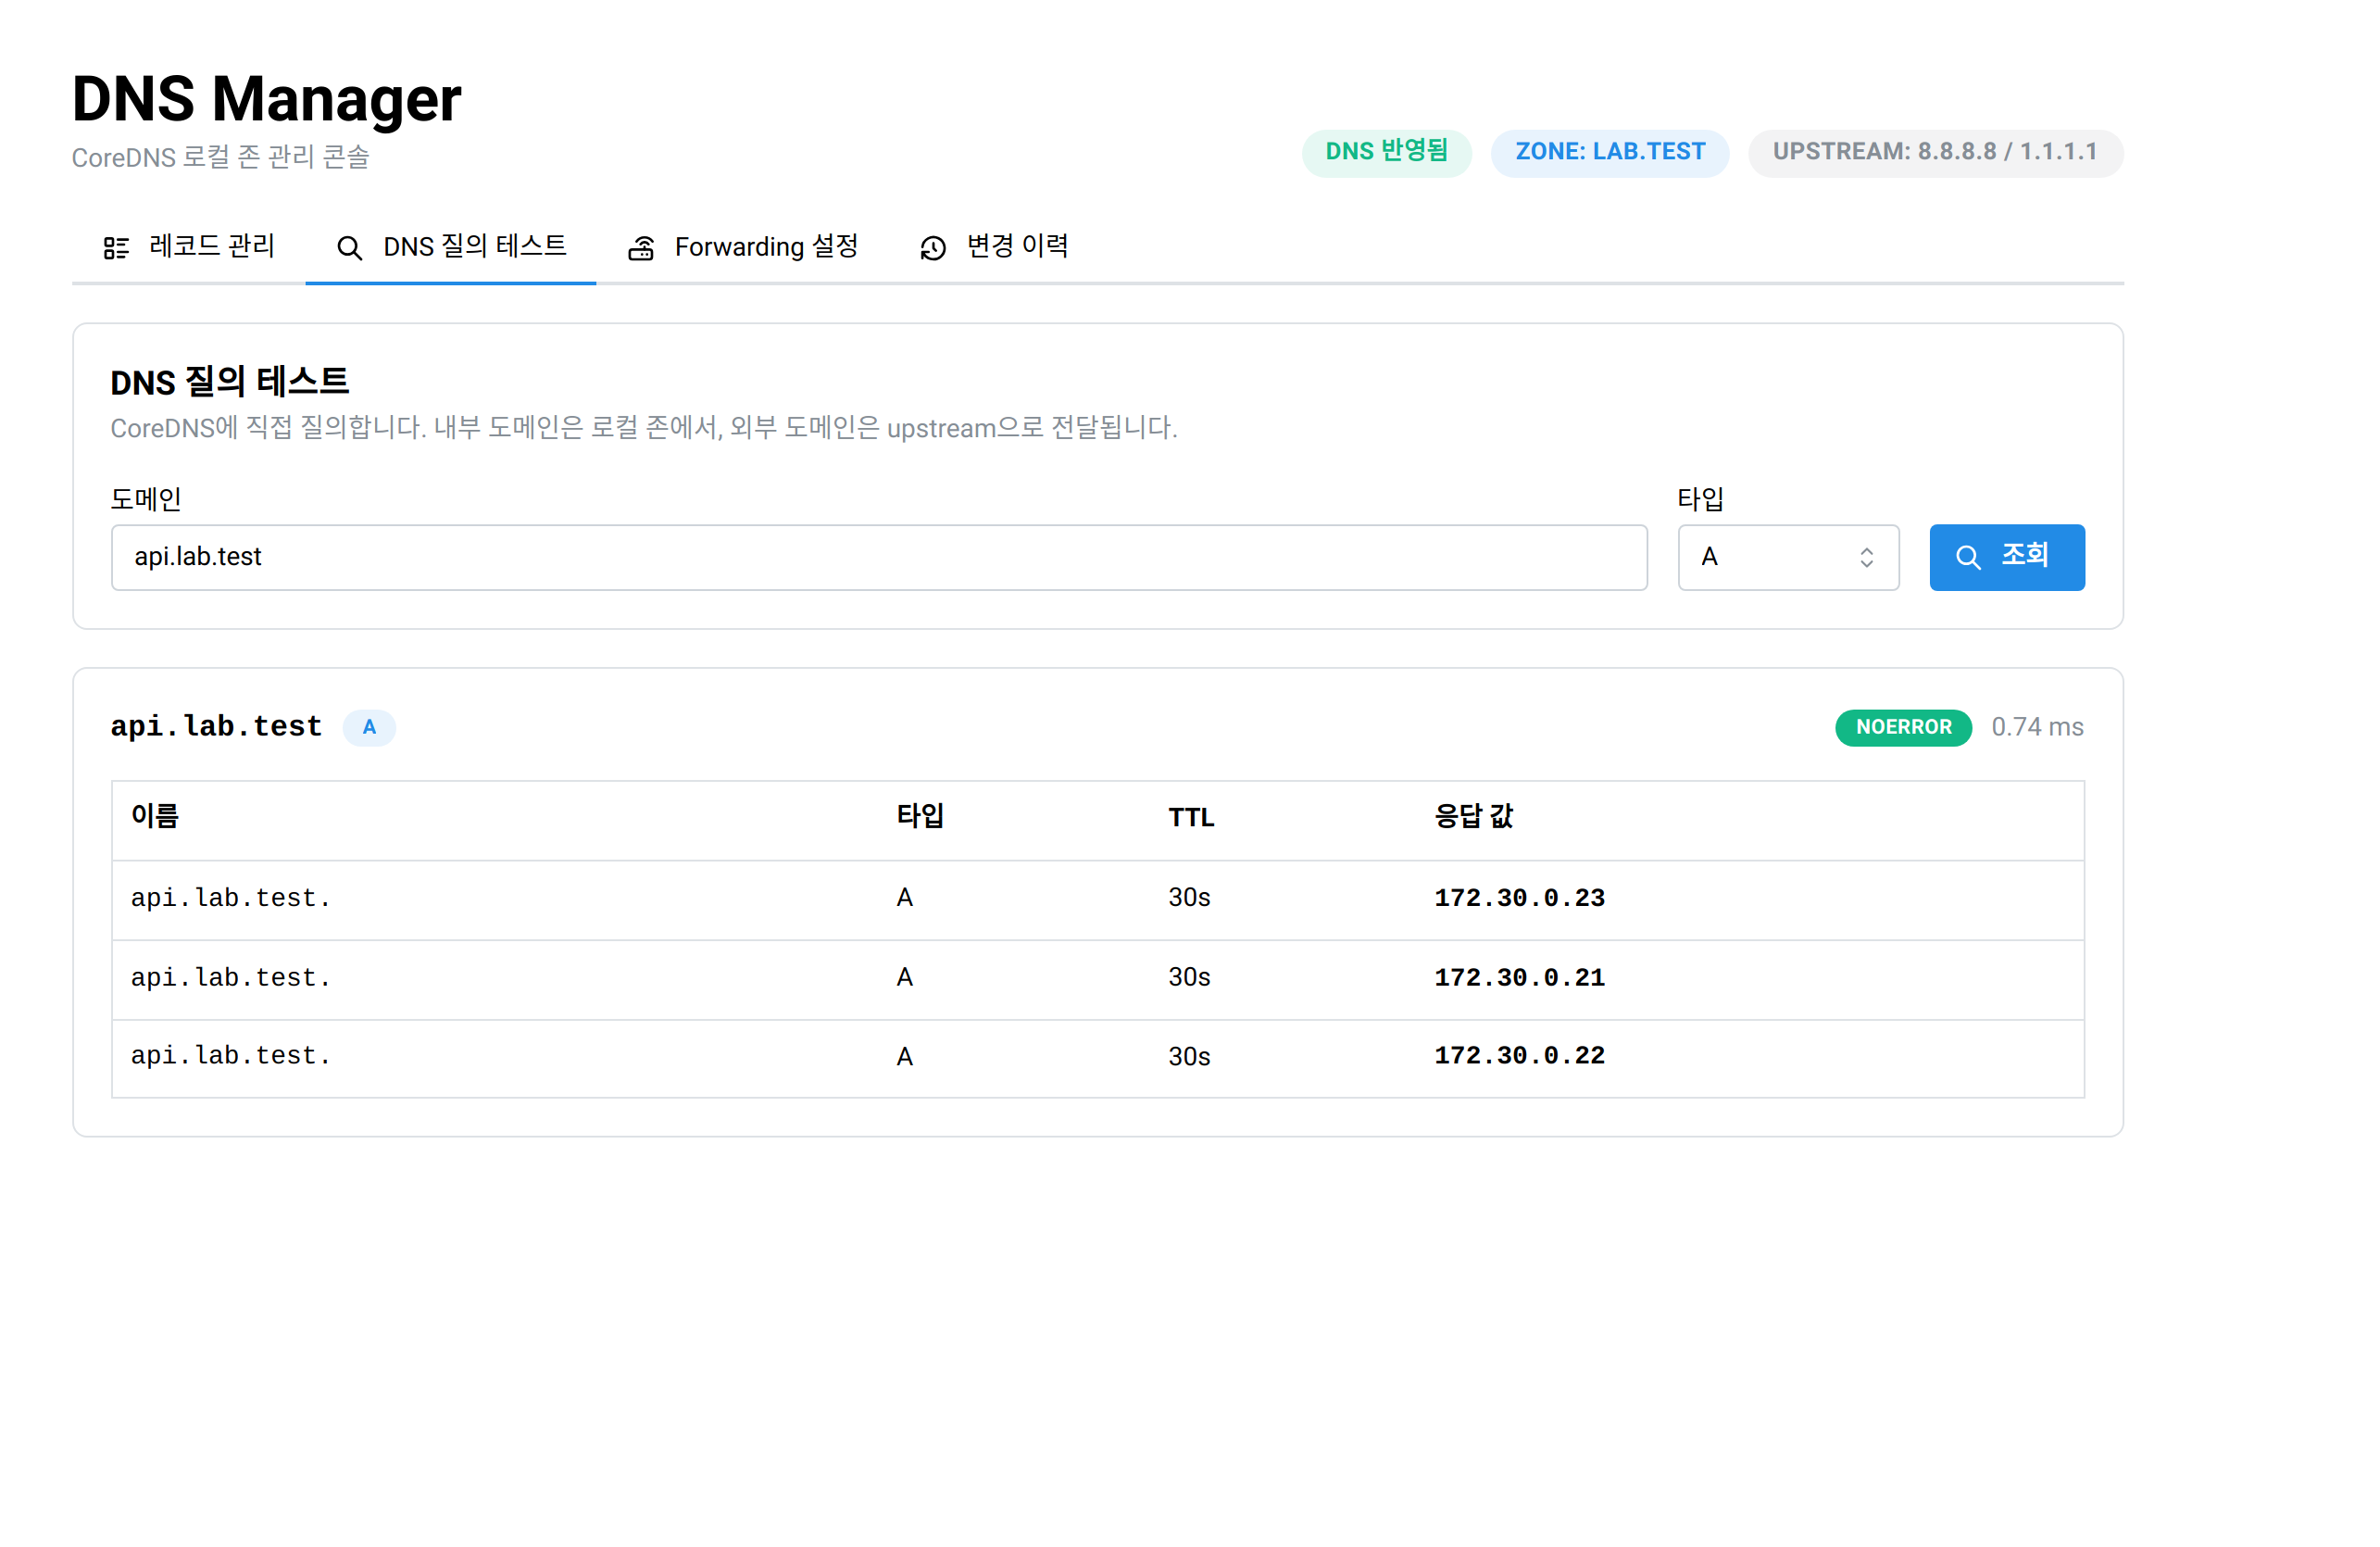 DNS Manager
CoreDNS 로컬 존 관리 콘솔
DNS 반영됨 ZONE: LAB.TEST UPSTREAM: 8.8.8.8 / 1.1.1.1
레코드 관리 DNS 질의 테스트 Forwarding 설정 변경 이력
DNS 질의 테스트
CoreDNS에 직접 질의합니다. 내부 도메인은 로컬 존에서, 외부 도메인은 upstream으로 전달됩니다.
도메인 타입
api.lab.test A 조회
api.lab.test A NOERROR 0.74 ms
이름 타입 TTL 응답 값
api.lab.test. A 30s 172.30.0.23
api.lab.test. A 30s 172.30.0.21
api.lab.test. A 30s 172.30.0.22